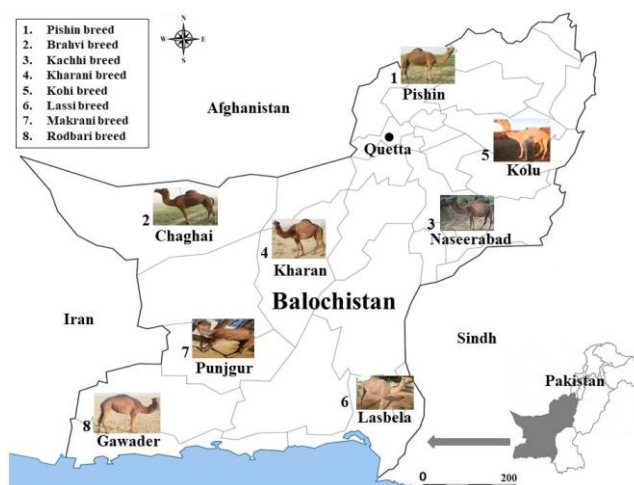 1. Pishin breed
2. Brahvi breed
3. Kachhi breed
4. Kharani breed
5. Kohi breed
6. Lassi breed
7. Makrani breed
8. Rodbari breed
N
W E
S
Afghanistan
1
Pishin
Quetta
5
Kolu
2
Chaghai
3
Naseerabad
4
Kharan
Balochistan
Iran
Sindh
7
Punjgur
Pakistan
6
Lasbela
8
Gawader
0 200